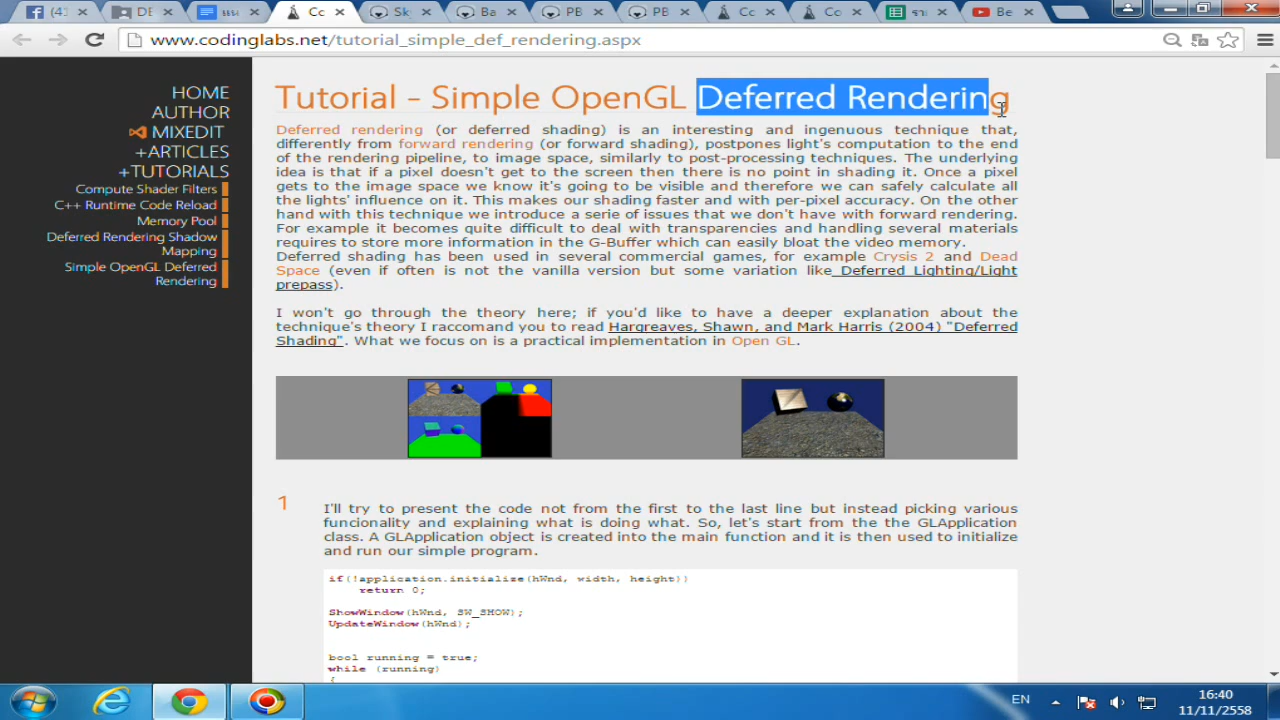 f (4)
DE
แผ
Cc
Sk
Ba
PB
PB
Cc
Co
ราเ
Be
www.codinglabs.net/tutorial_simple_def_rendering.aspx
HOME
AUTHOR
MIXEDIT
+ARTICLES
+TUTORIALS
Compute Shader Filters
C++ Runtime Code Reload
Memory Pool
Deferred Rendering Shadow
Mapping
Simple OpenGL Deferred
Rendering
Tutorial - Simple OpenGL Deferred Rendering
Deferred rendering (or deferred shading) is an interesting and ingenuous technique that,
differently from forward rendering (or forward shading), postpones light's computation to the end
of the rendering pipeline, to image space, similarly to post-processing techniques. The underlying
idea is that if a pixel doesn't get to the screen then there is no point in shading it. Once a pixel
gets to the image space we know it's going to be visible and therefore we can safely calculate all
the lights' influence on it. This makes our shading faster and with per-pixel accuracy. On the other
hand with this technique we introduce a serie of issues that we don't have with forward rendering.
For example it becomes quite difficult to deal with transparencies and handling several materials
requires to store more information in the G-Buffer which can easily bloat the video memory.
Deferred shading has been used in several commercial games, for example Crysis 2 and Dead
Space (even if often is not the vanilla version but some variation like Deferred Lighting/Light
prepass).
I won't go through the theory here; if you'd like to have a deeper explanation about the
technique's theory I raccomand you to read Hargreaves, Shawn, and Mark Harris (2004) "Deferred
Shading". What we focus on is a practical implementation in Open GL.
1
I'll try to present the code not from the first to the last line but instead picking various
funcionality and explaining what is doing what. So, let's start from the the GLApplication
class. A GLApplication object is created into the main function and it is then used to initialize
and run our simple program.
if(!application.initialize(hWnd, width, height))
return 0;
ShowWindow(hWnd, SW_SHOW);
UpdateWindow(hWnd);
bool running = true;
while (running)
{
EN
16:40
11/11/2558